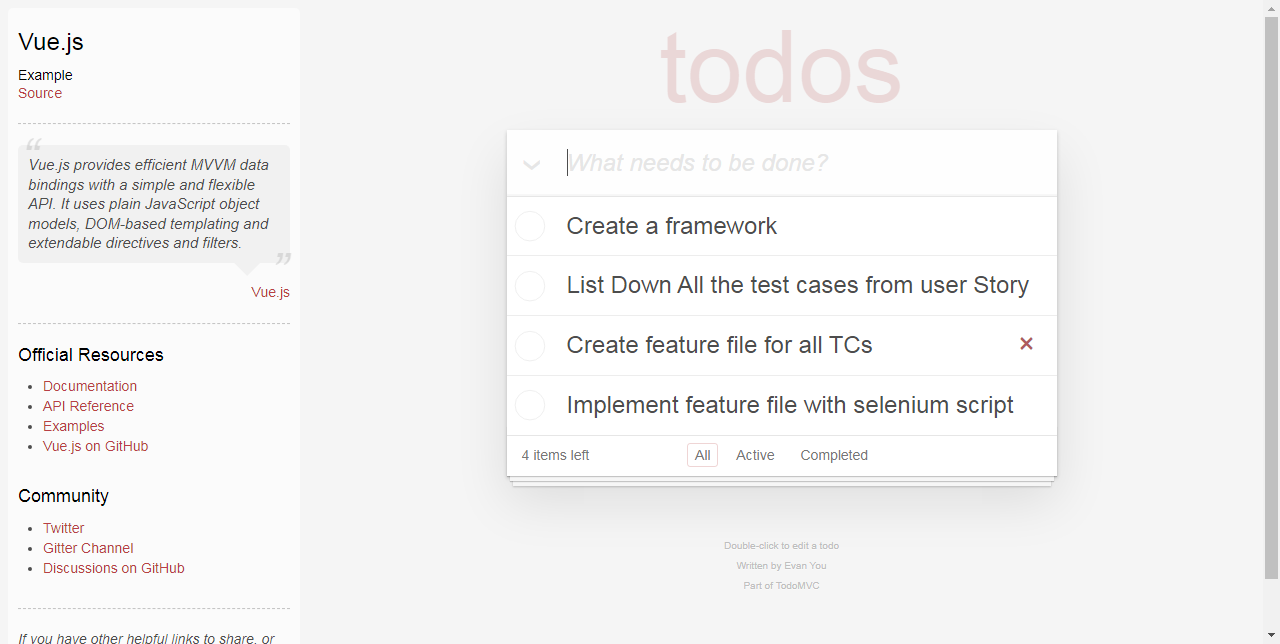 Vue.js
Example
Source
“
Vue.js provides efficient MVVM data
bindings with a simple and flexible
API. It uses plain JavaScript object
models, DOM-based templating and
extendable directives and filters.
”
Vue.js
Official Resources
• Documentation
• API Reference
• Examples
• Vue.js on GitHub
Community
• Twitter
• Gitter Channel
• Discussions on GitHub
If you have other helpful links to share, or
todos
What needs to be done?
Create a framework
List Down All the test cases from user Story
Create feature file for all TCs ×
Implement feature file with selenium script
4 items left All Active Completed
Double-click to edit a todo
Written by Evan You
Part of TodoMVC